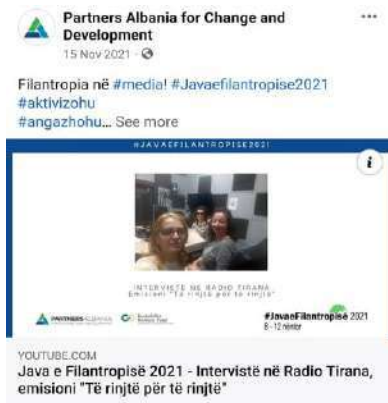 Partners Albania for Change and
Development
15 Nov 2021
Filantropia në #media! #Javaefilantropise2021
#aktivizohu
#angazhohu... See more
#JAVAEFILANTROPISE2021
INTERVISTË NË RADIO TIRANA
Emisioni "Të rinjtë për të rinjtë"
PARTNERS ALBANIA
#JavaeFilantropisë 2021
8 - 12 nëntor
YOUTUBE.COM
Java e Filantropisë 2021 - Intervistë në Radio Tirana,
emisioni "Të rinjtë për të rinjtë"